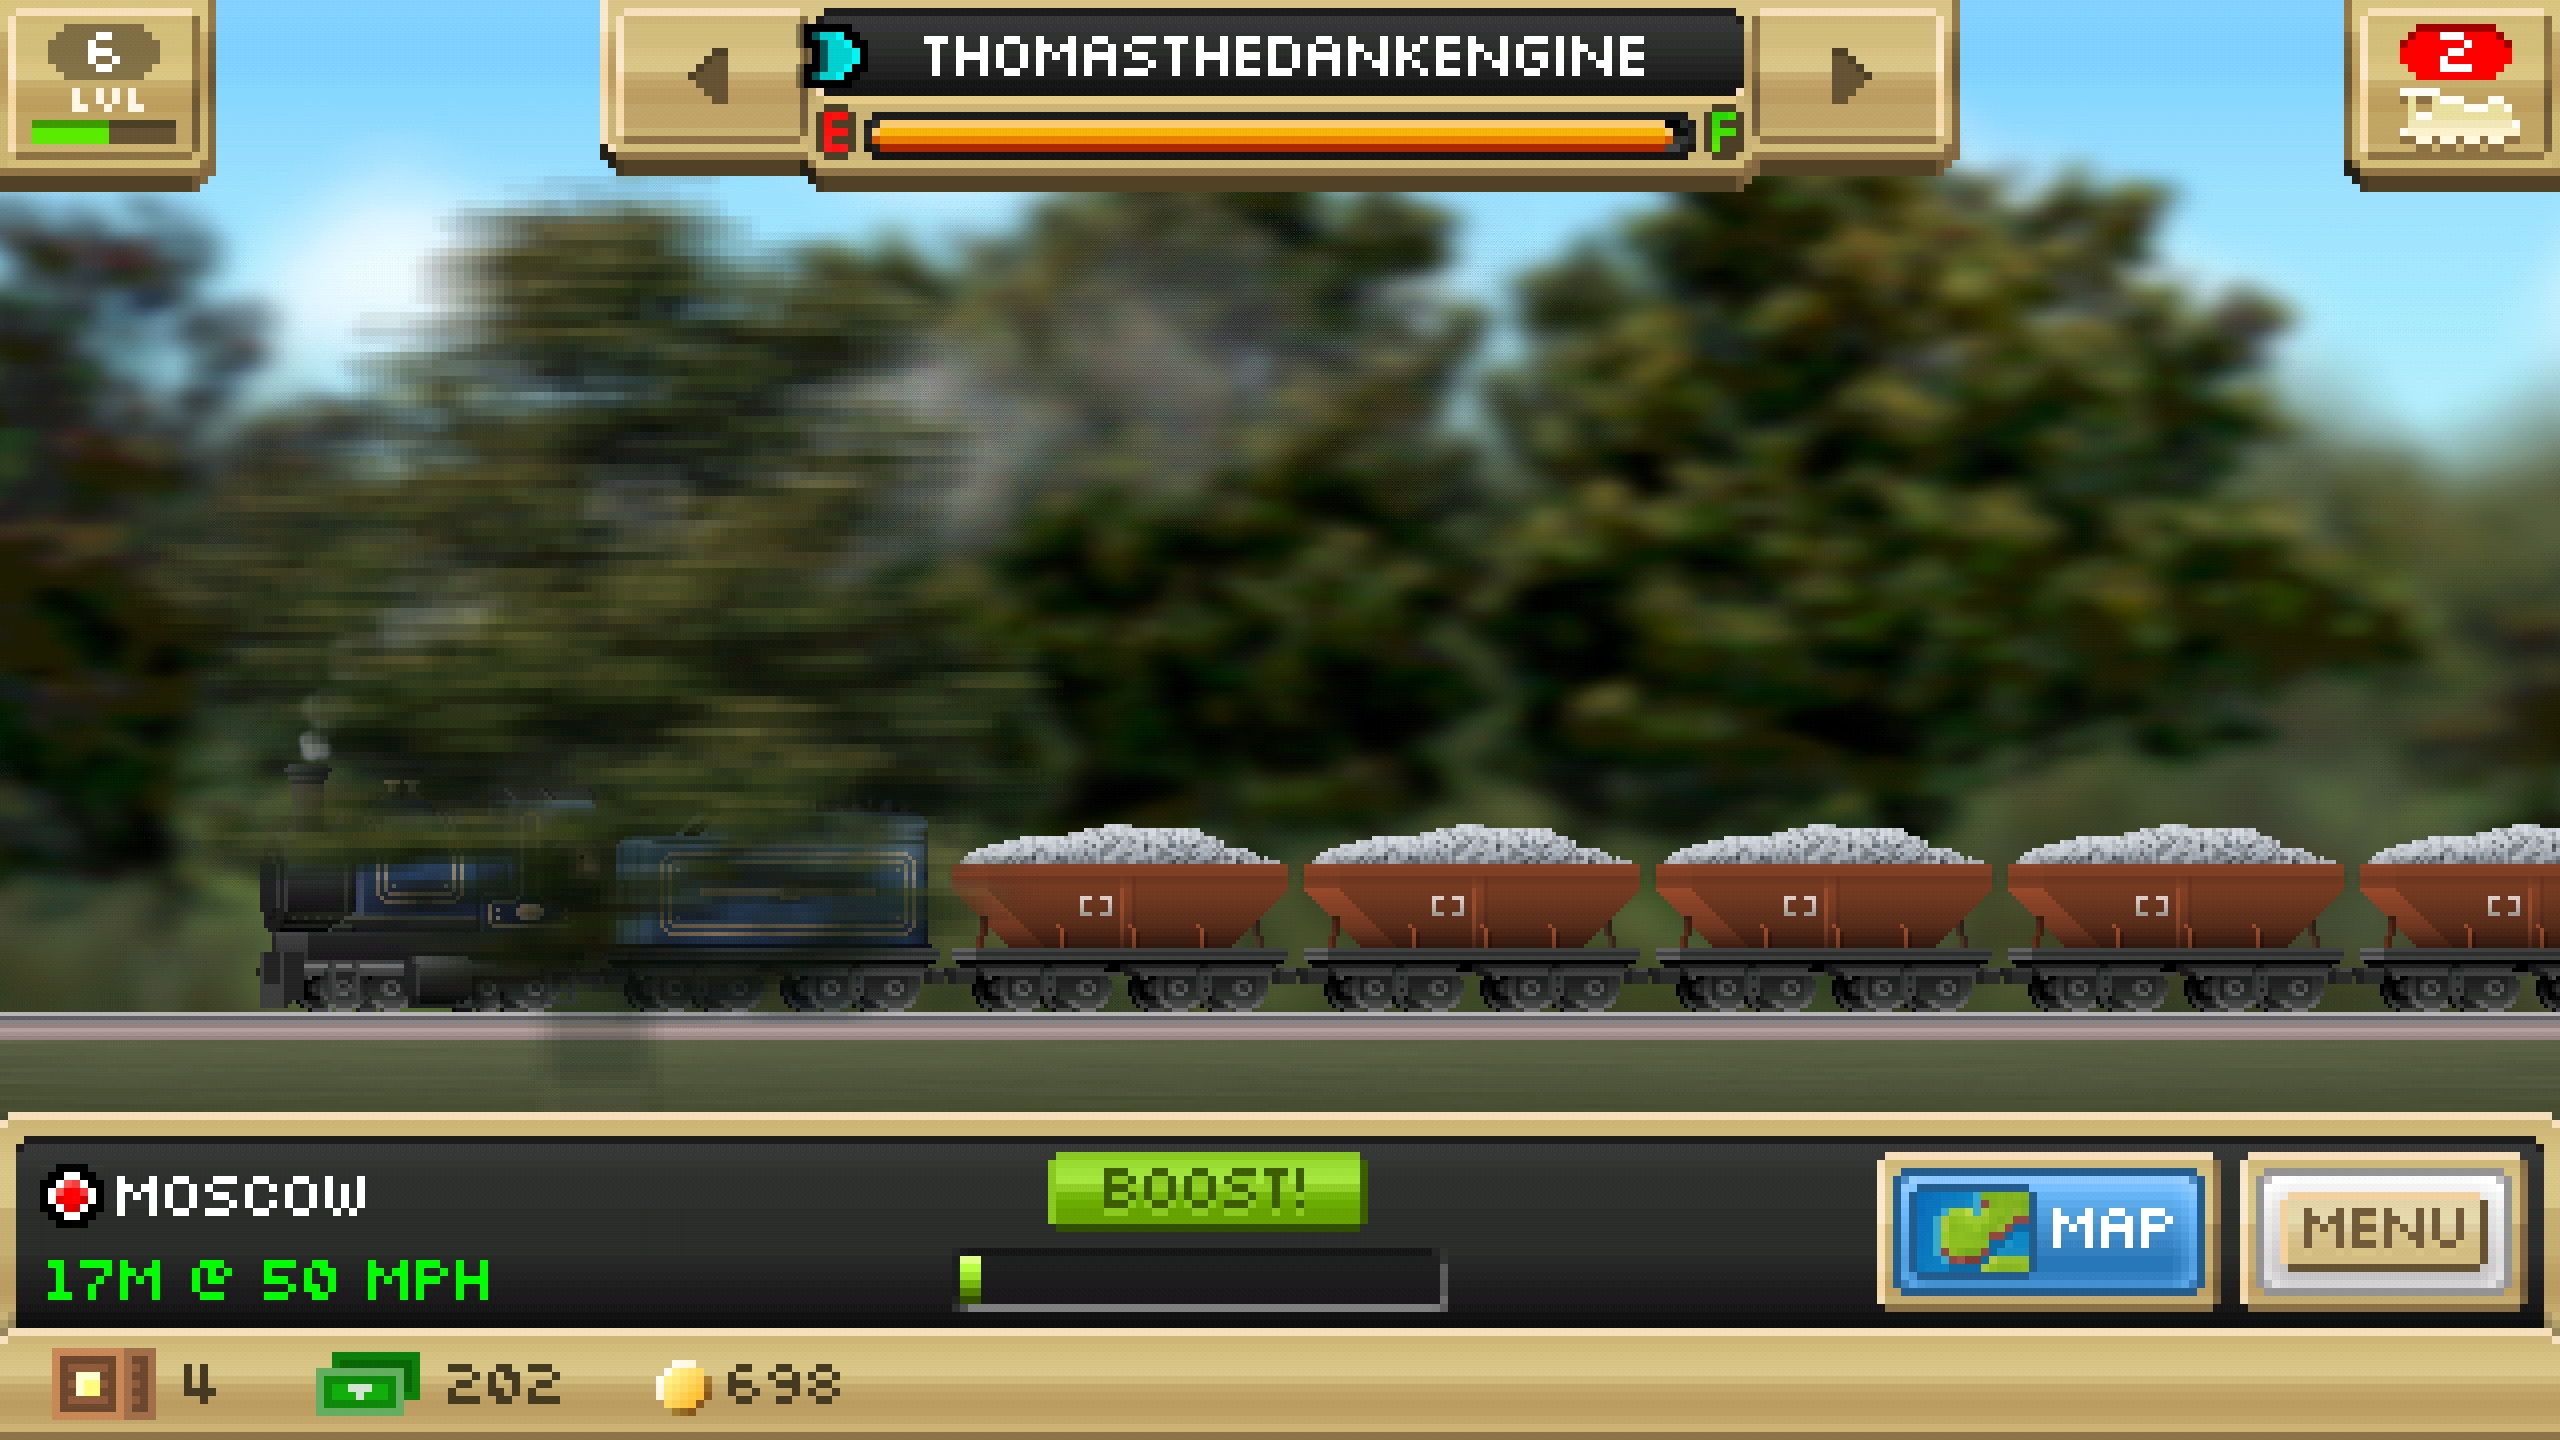 6
LVL
THOMASTHEDANKENGINE
E F
2
MOSCOW
17M @ 50 MPH
BOOST!
MAP
MENU
4
202
698